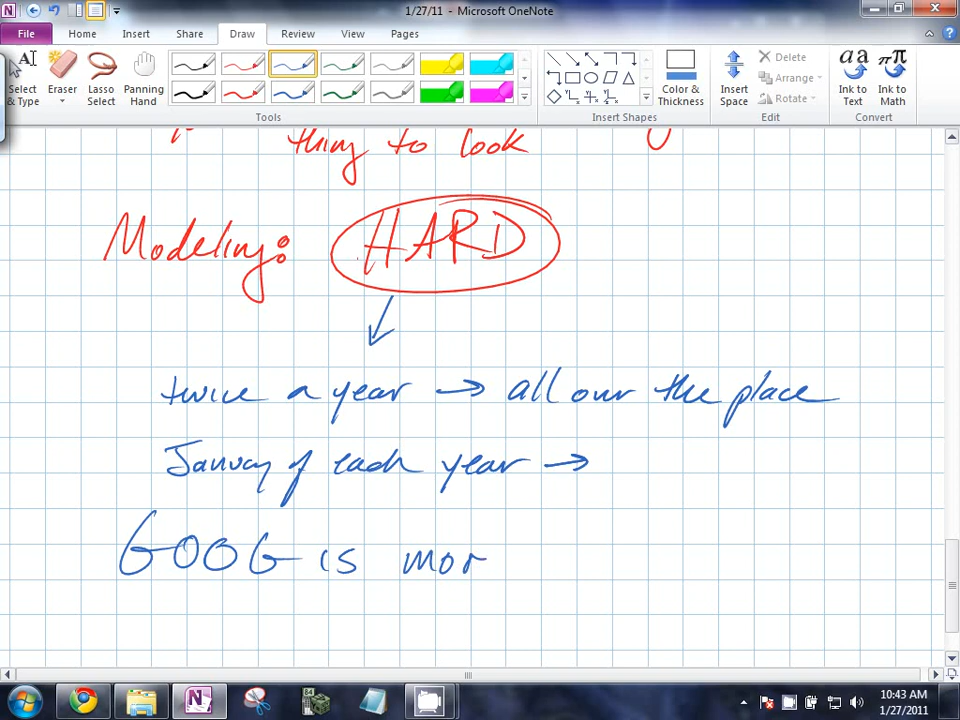 1/27/11 - Microsoft OneNote
File Home Insert Share Draw Review View Pages
Select & Type Eraser Lasso Select Panning Hand Color & Thickness Insert Space Delete Arrange Rotate Ink to Text Ink to Math
Tools Insert Shapes Edit Convert
thing to look
Modeling: HARD
twice a year → all our the place
January of each year →
GOOG is mor
10:43 AM
1/27/2011